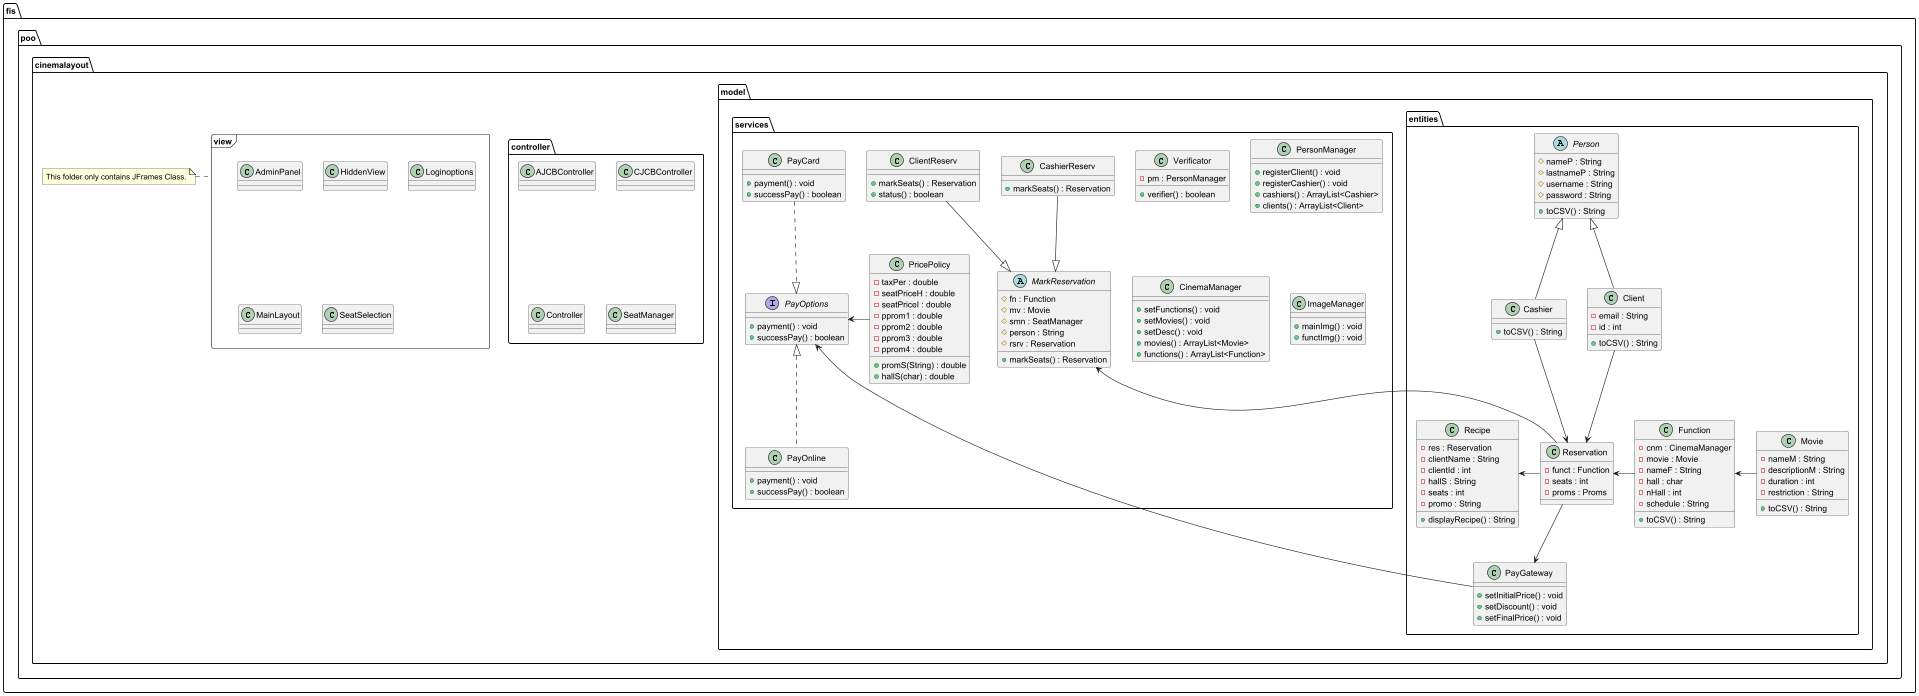 fis
poo
cinemalayout
This folder only contains JFrames Class.
view
C AdminPanel
C HiddenView
C Loginoptions
C MainLayout
C SeatSelection
controller
C AJCBController
C CJCBController
C Controller
C SeatManager
model
services
C PayCard
payment() : void
successPay() : boolean
C ClientReserv
markSeats() : Reservation
status() : boolean
C CashierReserv
markSeats() : Reservation
C Verificator
pm : PersonManager
verifier() : boolean
C PersonManager
registerClient() : void
registerCashier() : void
cashiers() : ArrayList<Cashier>
clients() : ArrayList<Client>
I PayOptions
payment() : void
successPay() : boolean
C PricePolicy
taxPer : double
seatPriceH : double
seatPriceI : double
pprom1 : double
pprom2 : double
pprom3 : double
pprom4 : double
promS(String) : double
hallS(char) : double
A MarkReservation
fn : Function
mv : Movie
smn : SeatManager
person : String
rsrv : Reservation
markSeats() : Reservation
C CinemaManager
setFunctions() : void
setMovies() : void
setDesc() : void
movies() : ArrayList<Movie>
functions() : ArrayList<Function>
C ImageManager
mainImg() : void
functImg() : void
C PayOnline
payment() : void
successPay() : boolean
entities
A Person
nameP : String
lastnameP : String
username : String
password : String
toCSV() : String
C Cashier
toCSV() : String
C Client
email : String
id : int
toCSV() : String
C Recipe
res : Reservation
clientName : String
clientId : int
hallS : String
seats : int
promo : String
displayRecipe() : String
C Reservation
funct : Function
seats : int
proms : Proms
C Function
cnm : CinemaManager
movie : Movie
nameF : String
hall : char
nHall : int
schedule : String
toCSV() : String
C Movie
nameM : String
descriptionM : String
duration : int
restriction : String
toCSV() : String
C PayGateway
setInitialPrice() : void
setDiscount() : void
setFinalPrice() : void